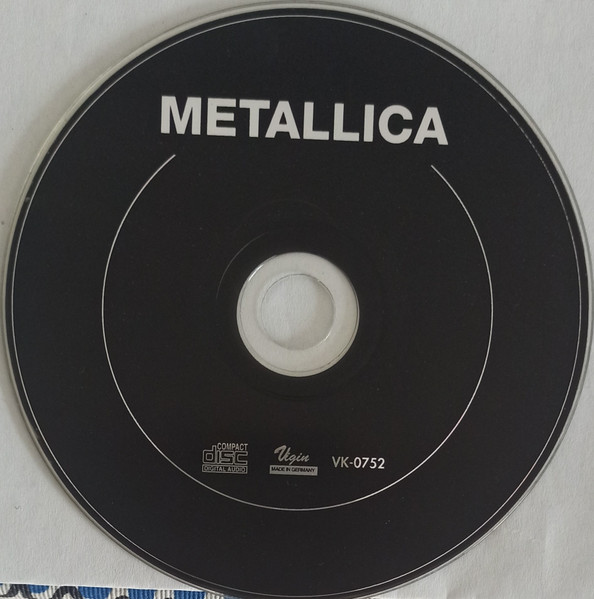 METALLICA
COMPACT
disc
DIGITAL AUDIO
Ugin
MADE IN GERMANY
VK-0752